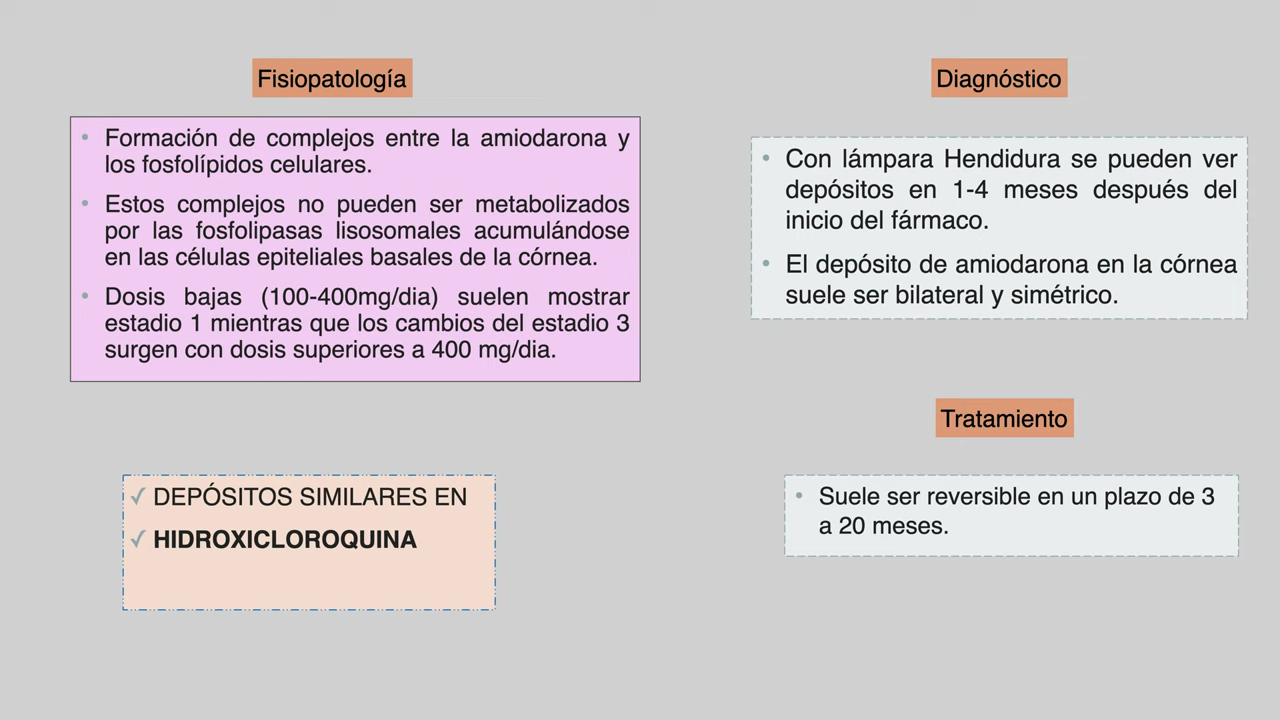 Fisiopatología
• Formación de complejos entre la amiodarona y
los fosfolípidos celulares.
• Estos complejos no pueden ser metabolizados
por las fosfolipasas lisosomales acumulándose
en las células epiteliales basales de la córnea.
• Dosis bajas (100-400mg/dia) suelen mostrar
estadio 1 mientras que los cambios del estadio 3
surgen con dosis superiores a 400 mg/dia.
✓ DEPÓSITOS SIMILARES EN
✓ HIDROXICLOROQUINA
Diagnóstico
• Con lámpara Hendidura se pueden ver
depósitos en 1-4 meses después del
inicio del fármaco.
• El depósito de amiodarona en la córnea
suele ser bilateral y simétrico.
Tratamiento
• Suele ser reversible en un plazo de 3
a 20 meses.